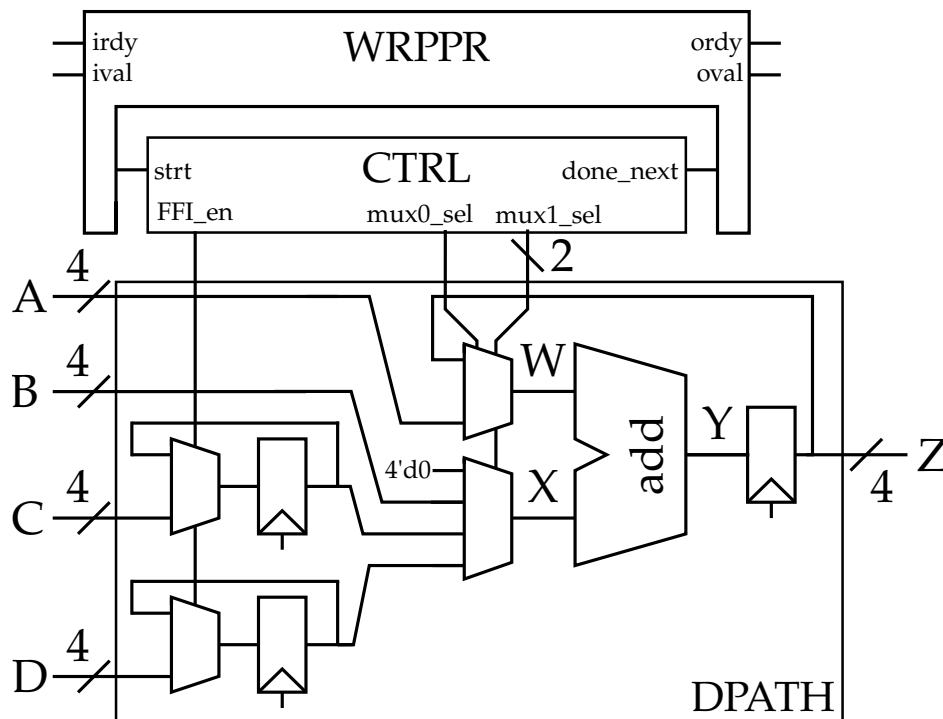 irdy
WRPPR
ordy
ival
oval
strt
CTRL
done_next
FFI_en
mux0_sel
mux1_sel
4
2
A
W
4
B
add
Y
4'd0
X
Z
4
4
C
4
D
DPATH